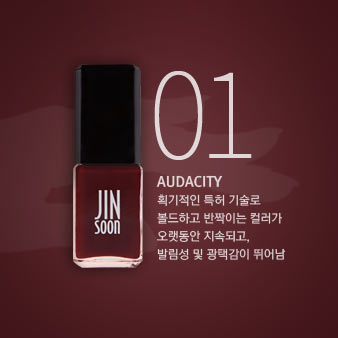 01
JIN
soon
AUDACITY
획기적인 특허 기술로
볼드하고 반짝이는 컬러가
오랫동안 지속되고,
발림성 및 광택감이 뛰어남